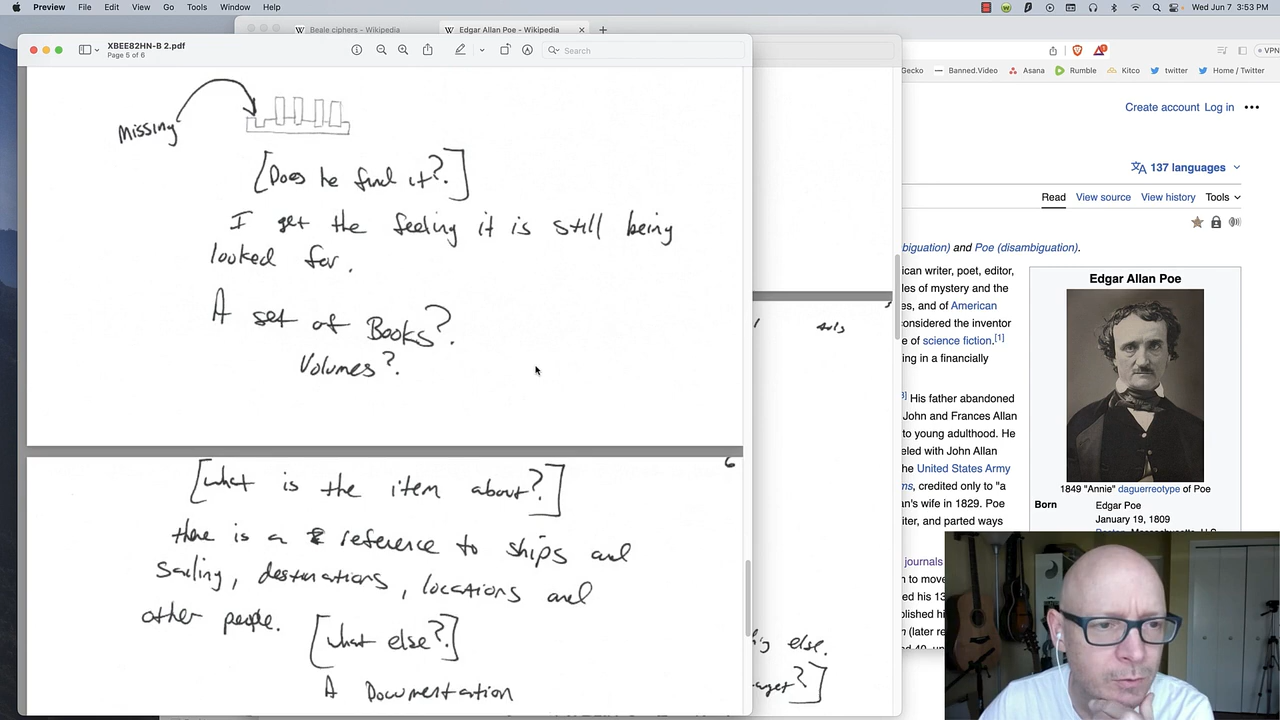 Preview File Edit View Go Tools Window Help
Wed Jun 7 3:53 PM
Beale ciphers - Wikipedia
Edgar Allan Poe - Wikipedia
XBEE82HN-B 2.pdf
Page 5 of 6
Search
VPN
Gecko Banned.Video Asana Rumble Kitco twitter Home / Twitter
Missing
[Does he find it?.]
I get the feeling it is still being
looked for.
A set of Books?.
Volumes?.
6
[what is the item about?.]
there is a reference to ships and
sailing, destinations, locations and
other people.
[what else?.]
A Documentation
else.
Create account Log in
137 languages
Read View source View history Tools
biguation) and Poe (disambiguation).
ican writer, poet, editor,
les of mystery and the
es, and of American
considered the inventor
e of science fiction.[1]
ing in a financially
His father abandoned
John and Frances Allan
to young adulthood. He
eled with John Allan
he United States Army
ms, credited only to "a
an's wife in 1829. Poe
iter, and parted ways
journals
n to move
ed his 13
blished hi
n (later re
Edgar Allan Poe
1849 "Annie" daguerreotype of Poe
Born Edgar Poe
January 19, 1809